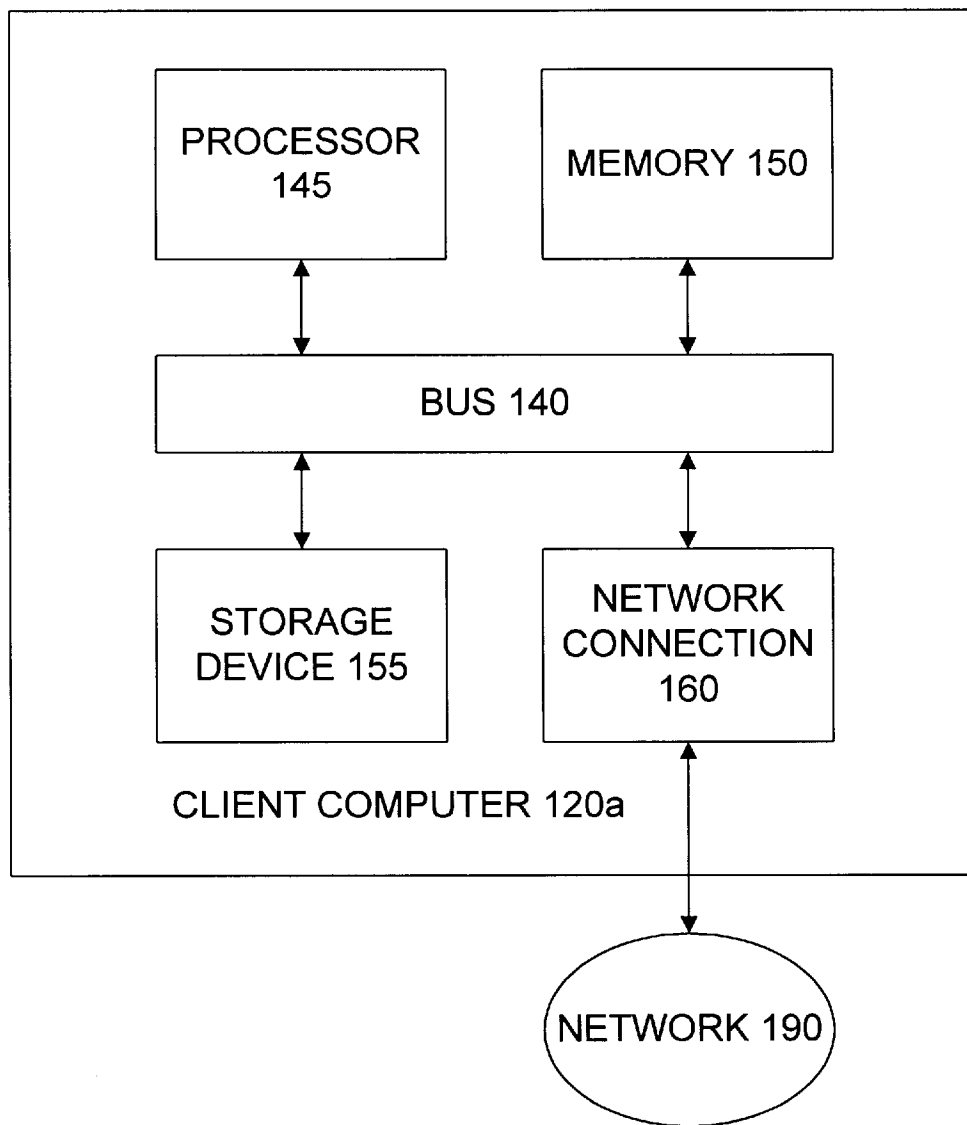 PROCESSOR
145
MEMORY 150
BUS 140
STORAGE
DEVICE 155
NETWORK
CONNECTION
160
CLIENT COMPUTER 120a
NETWORK 190